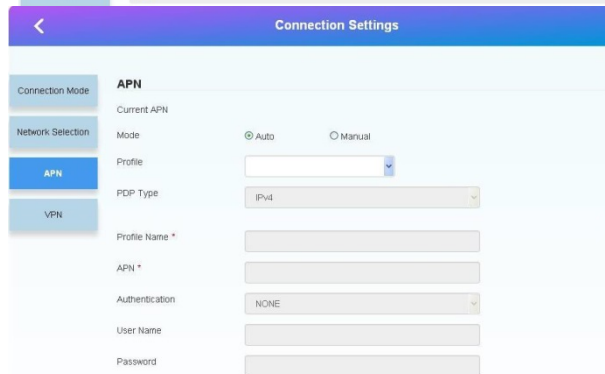 Connection Settings
Connection Mode
Network Selection
APN
VPN
APN
Current APN
Mode Auto Manual
Profile
PDP Type IPv4
Profile Name *
APN *
Authentication NONE
User Name
Password